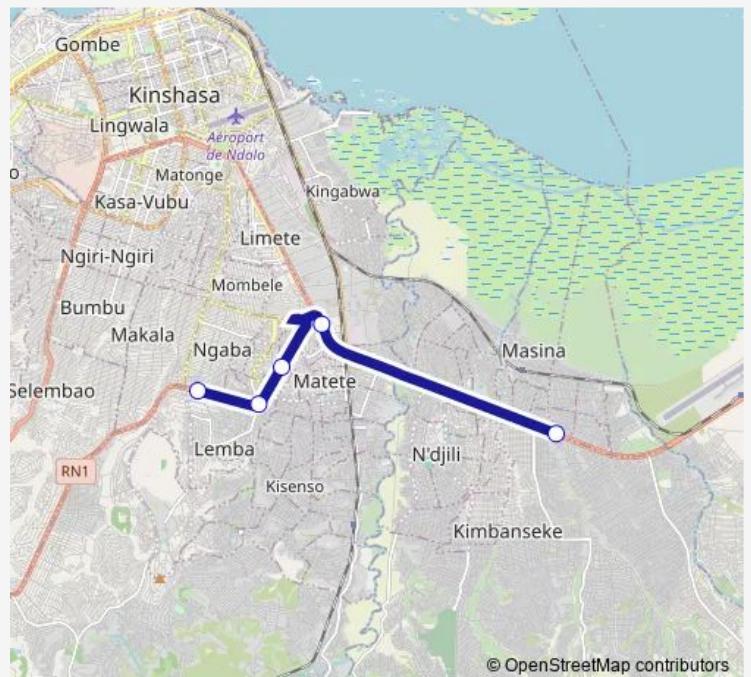 Gombe
Kinshasa
Lingwala
Aéroport
de Ndolo
Matonge
Kingabwa
Kasa-Vubu
Limete
Ngiri-Ngiri
Mombele
Bumbu
Makala
Ngaba
Masina
Matete
Selembao
Lemba
N'djili
RN1
Kisenso
Kimbanseke
© OpenStreetMap contributors